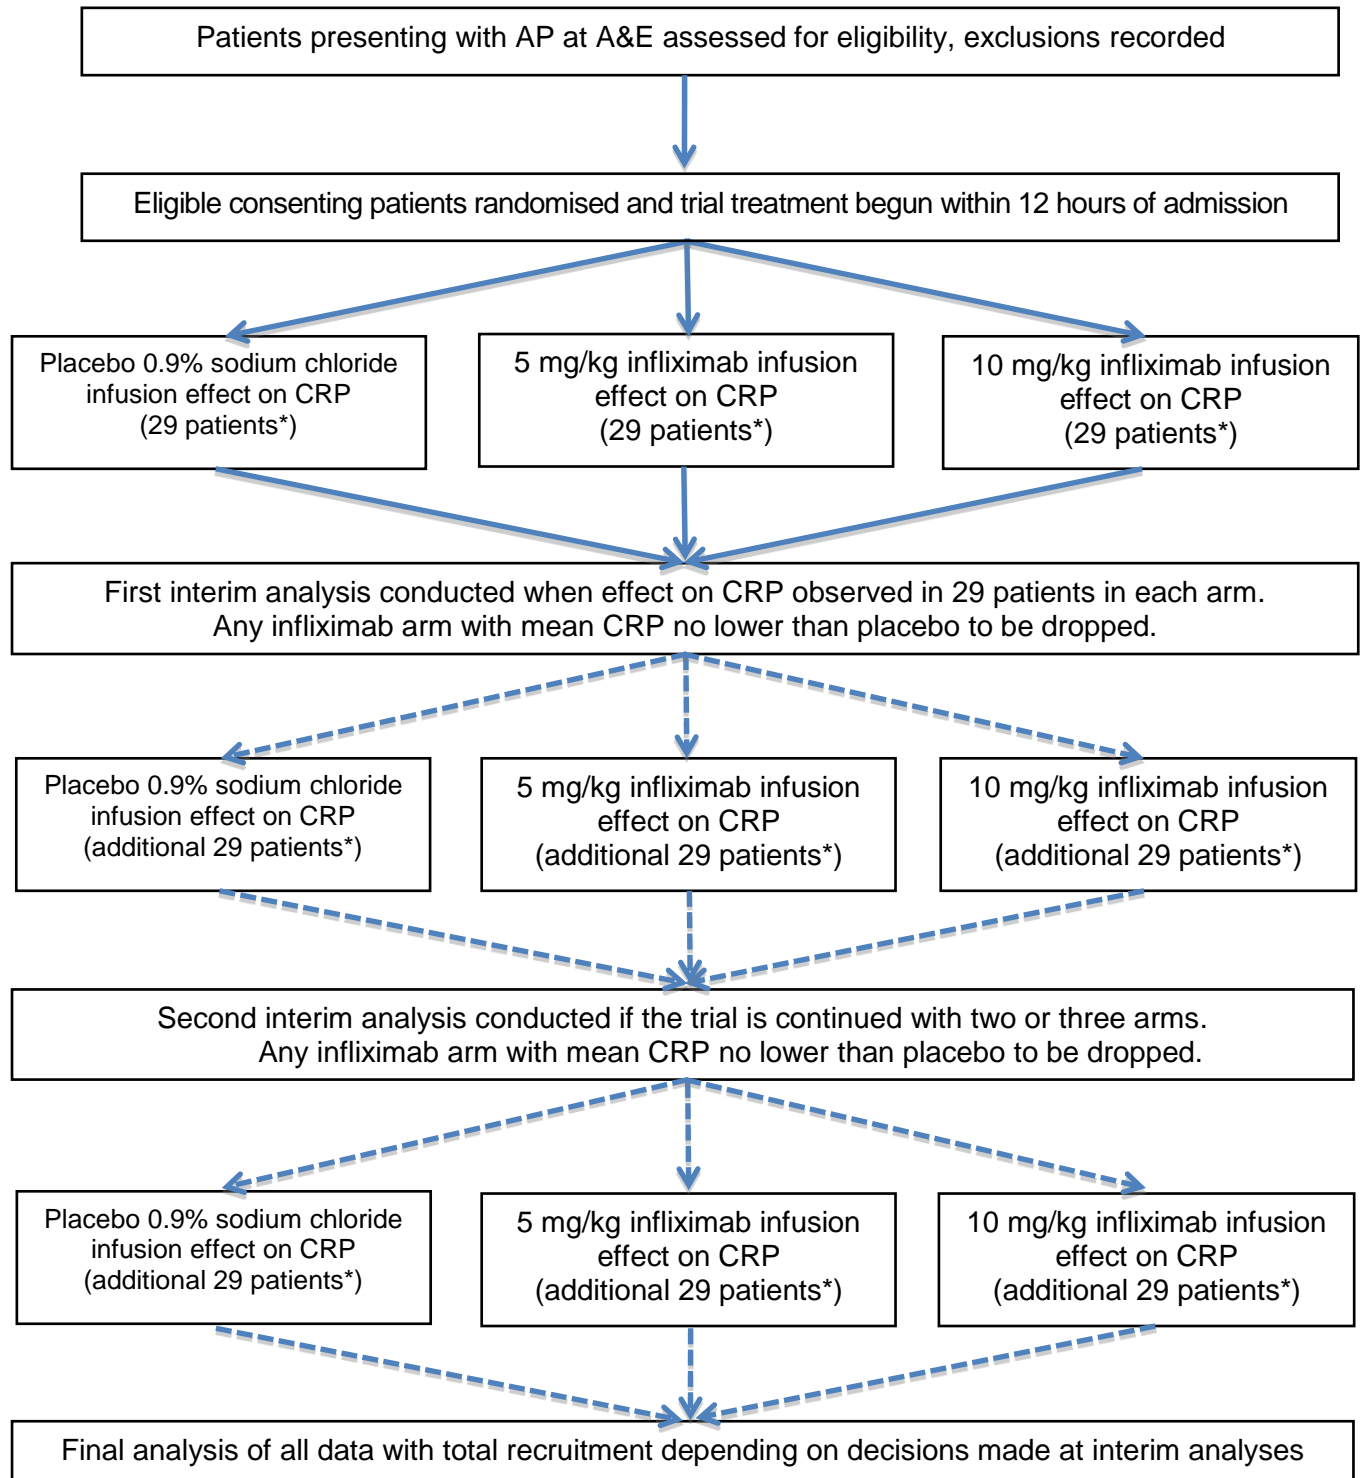 Patients presenting with AP at A&E assessed for eligibility, exclusions recorded
Eligible consenting patients randomised and trial treatment begun within 12 hours of admission
Placebo 0.9% sodium chloride
infusion effect on CRP
(29 patients*)
5 mg/kg infliximab infusion
effect on CRP
(29 patients*)
10 mg/kg infliximab infusion
effect on CRP
(29 patients*)
First interim analysis conducted when effect on CRP observed in 29 patients in each arm.
Any infliximab arm with mean CRP no lower than placebo to be dropped.
Placebo 0.9% sodium chloride
infusion effect on CRP
(additional 29 patients*)
5 mg/kg infliximab infusion
effect on CRP
(additional 29 patients*)
10 mg/kg infliximab infusion
effect on CRP
(additional 29 patients*)
Second interim analysis conducted if the trial is continued with two or three arms.
Any infliximab arm with mean CRP no lower than placebo to be dropped.
Placebo 0.9% sodium chloride
infusion effect on CRP
(additional 29 patients*)
5 mg/kg infliximab infusion
effect on CRP
(additional 29 patients*)
10 mg/kg infliximab infusion
effect on CRP
(additional 29 patients*)
Final analysis of all data with total recruitment depending on decisions made at interim analyses